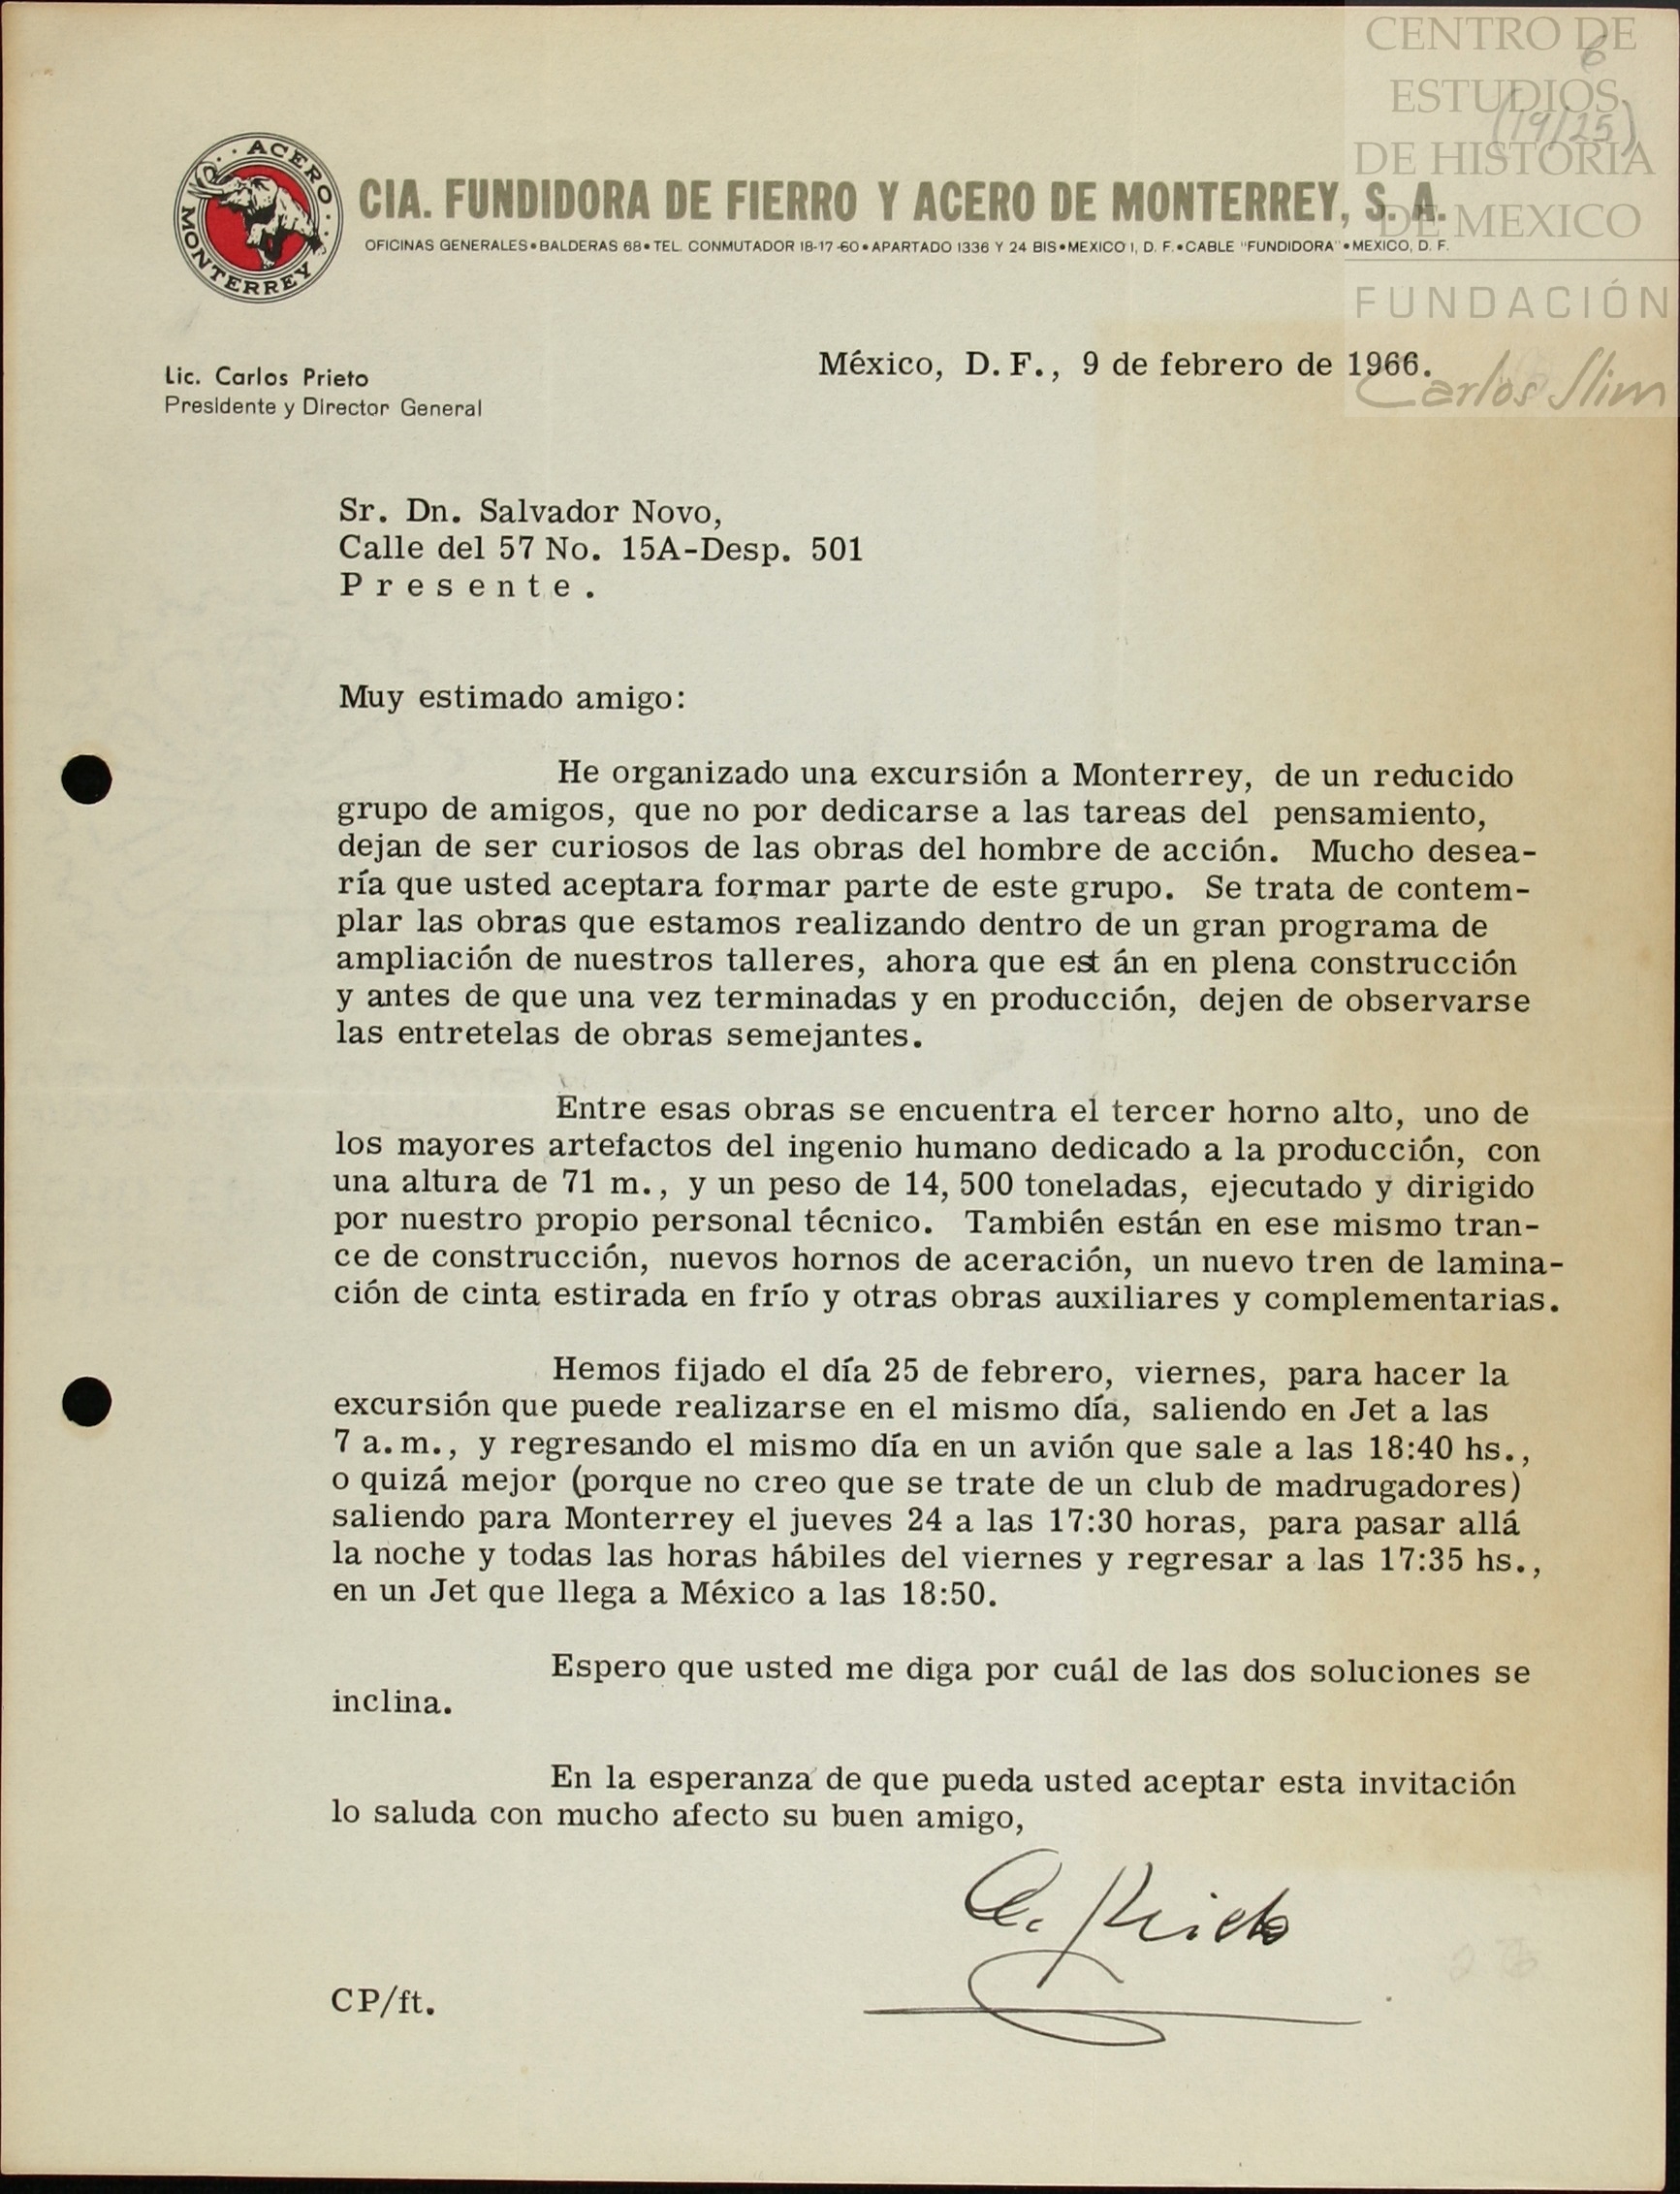 CENTRO DE
ESTUDIOS
DE HISTORIA
DE MEXICO
FUNDACIÓN
Carlos Slim
6
(19/25)
ACERO
MONTERREY
CIA. FUNDIDORA DE FIERRO Y ACERO DE MONTERREY, S. A.
OFICINAS GENERALES•BALDERAS 68•TEL. CONMUTADOR 18-17-60•APARTADO 1336 Y 24 BIS•MEXICO 1, D. F.•CABLE "FUNDIDORA"•MEXICO, D. F.
Lic. Carlos Prieto
Presidente y Director General
México, D. F., 9 de febrero de 1966.
Sr. Dn. Salvador Novo,
Calle del 57 No. 15A-Desp. 501
P r e s e n t e .
Muy estimado amigo:
He organizado una excursión a Monterrey, de un reducido
grupo de amigos, que no por dedicarse a las tareas del pensamiento,
dejan de ser curiosos de las obras del hombre de acción. Mucho desea-
ría que usted aceptara formar parte de este grupo. Se trata de contem-
plar las obras que estamos realizando dentro de un gran programa de
ampliación de nuestros talleres, ahora que est án en plena construcción
y antes de que una vez terminadas y en producción, dejen de observarse
las entretelas de obras semejantes.
Entre esas obras se encuentra el tercer horno alto, uno de
los mayores artefactos del ingenio humano dedicado a la producción, con
una altura de 71 m., y un peso de 14, 500 toneladas, ejecutado y dirigido
por nuestro propio personal técnico. También están en ese mismo tran-
ce de construcción, nuevos hornos de aceración, un nuevo tren de lamina-
ción de cinta estirada en frío y otras obras auxiliares y complementarias.
Hemos fijado el día 25 de febrero, viernes, para hacer la
excursión que puede realizarse en el mismo día, saliendo en Jet a las
7 a. m., y regresando el mismo día en un avión que sale a las 18:40 hs.,
o quizá mejor (porque no creo que se trate de un club de madrugadores)
saliendo para Monterrey el jueves 24 a las 17:30 horas, para pasar allá
la noche y todas las horas hábiles del viernes y regresar a las 17:35 hs.,
en un Jet que llega a México a las 18:50.
Espero que usted me diga por cuál de las dos soluciones se
inclina.
En la esperanza de que pueda usted aceptar esta invitación
lo saluda con mucho afecto su buen amigo,
C. Prieto
CP/ft.